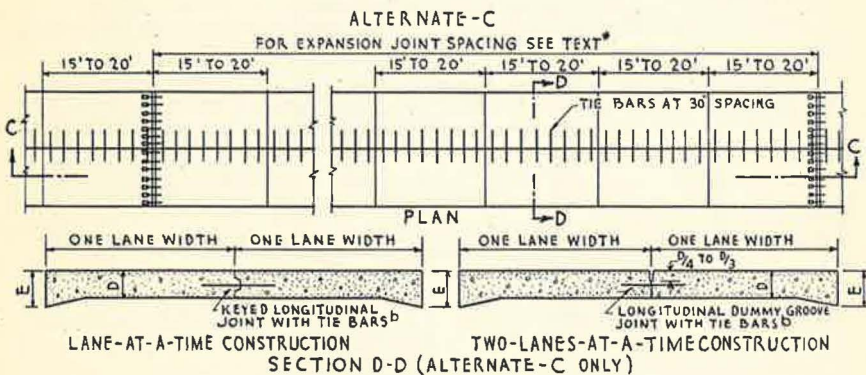 ALTERNATE-C
FOR EXPANSION JOINT SPACING SEE TEXT*
15' TO 20' 15' TO 20' 15' TO 20' 15' TO 20' 15' TO 20' 15' TO 20'
D
TIE BARS AT 30" SPACING
C C
PLAN
D
ONE LANE WIDTH ONE LANE WIDTH ONE LANE WIDTH ONE LANE WIDTH
D/4 TO D/3
E D E E D E
KEYED LONGITUDINAL
JOINT WITH TIE BARS b
LONGITUDINAL DUMMY GROOVE
JOINT WITH TIE BARS b
LANE-AT-A-TIME CONSTRUCTION TWO-LANES-AT-A-TIME CONSTRUCTION
SECTION D-D (ALTERNATE-C ONLY)